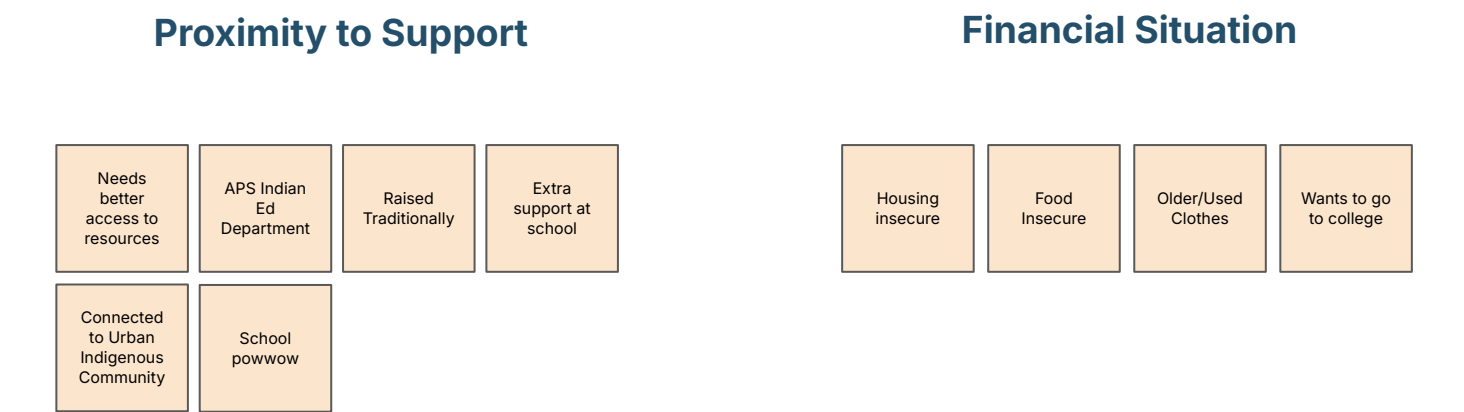 Proximity to Support
Needs
better
access to
resources
APS Indian
Ed
Department
Raised
Traditionally
Extra
support at
school
Connected
to Urban
Indigenous
Community
School
powwow
Financial Situation
Housing
insecure
Food
Insecure
Older/Used
Clothes
Wants to go
to college